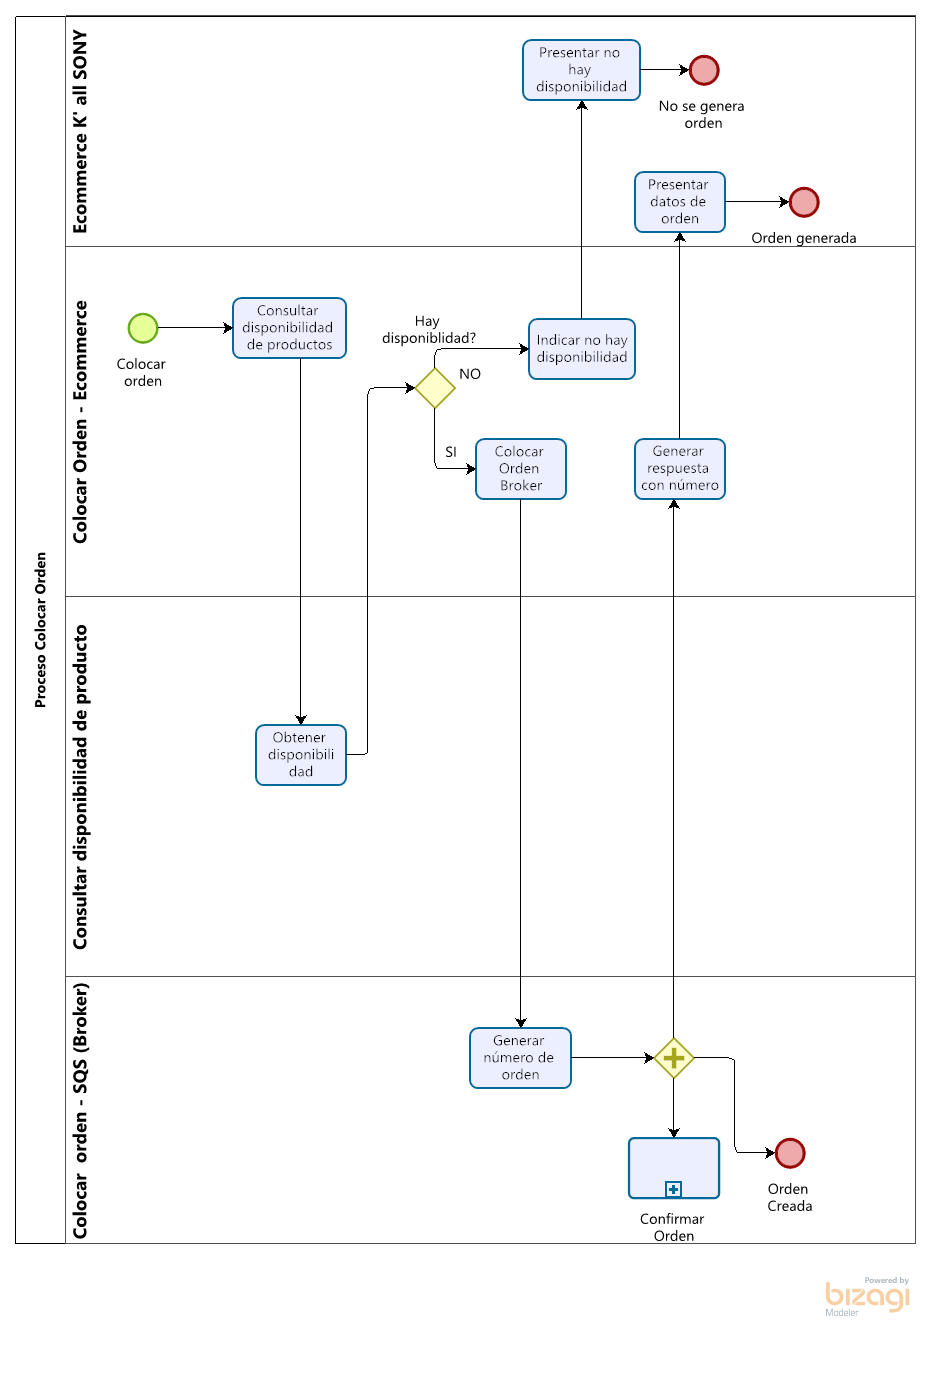 Proceso Colocar Orden
Ecommerce K' all SONY
Presentar no
hay
disponibilidad
No se genera
orden
Presentar
datos de
orden
Orden generada
Colocar Orden - Ecommerce
Colocar
orden
Consultar
disponibilidad
de productos
Hay
disponiblidad?
NO
SI
Indicar no hay
disponibilidad
Colocar
Orden
Broker
Generar
respuesta
con número
Consultar disponibilidad de producto
Obtener
disponibili
dad
Colocar  orden - SQS (Broker)
Generar
número de
orden
Confirmar
Orden
Orden
Creada
Powered by
bizagi
Modeler